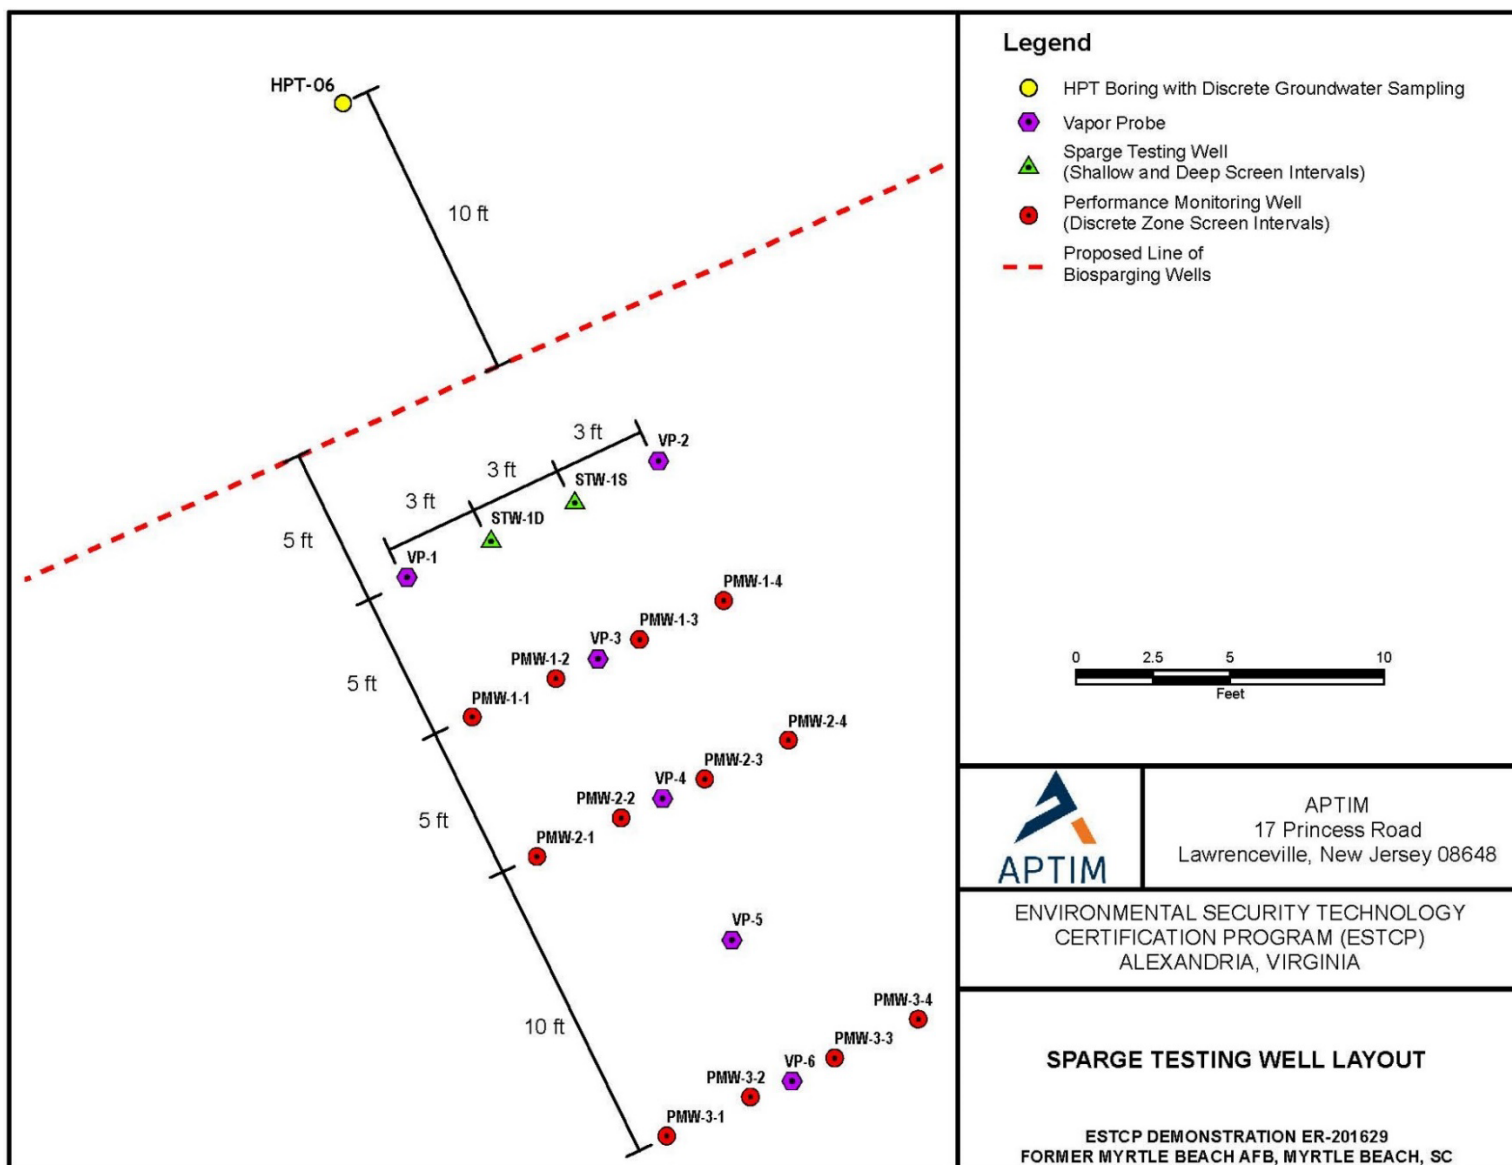 HPT-06
10 ft
3 ft
VP-2
3 ft
STW-1S
3 ft
STW-1D
5 ft
VP-1
PMW-1-4
PMW-1-3
VP-3
PMW-1-2
5 ft
PMW-1-1
PMW-2-4
PMW-2-3
VP-4
PMW-2-2
5 ft
PMW-2-1
VP-5
PMW-3-4
10 ft
PMW-3-3
VP-6
PMW-3-2
PMW-3-1
Legend
HPT Boring with Discrete Groundwater Sampling
Vapor Probe
Sparge Testing Well
(Shallow and Deep Screen Intervals)
Performance Monitoring Well
(Discrete Zone Screen Intervals)
Proposed Line of
Biosparging Wells
0 2.5 5 10
Feet
APTIM
APTIM
17 Princess Road
Lawrenceville, New Jersey 08648
ENVIRONMENTAL SECURITY TECHNOLOGY
CERTIFICATION PROGRAM (ESTCP)
ALEXANDRIA, VIRGINIA
SPARGE TESTING WELL LAYOUT
ESTCP DEMONSTRATION ER-201629
FORMER MYRTLE BEACH AFB, MYRTLE BEACH, SC